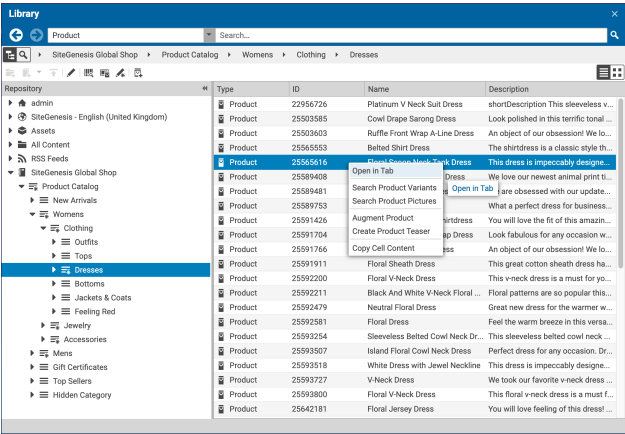 Library
Product
Search...
SiteGenesis Global Shop
Product Catalog
Womens
Clothing
Dresses
Repository
Type
ID
Name
Description
admin
SiteGenesis - English (United Kingdom)
Assets
All Content
RSS Feeds
SiteGenesis Global Shop
Product Catalog
New Arrivals
Womens
Clothing
Outfits
Tops
Dresses
Bottoms
Jackets & Coats
Feeling Red
Jewelry
Accessories
Mens
Gift Certificates
Top Sellers
Hidden Category
Product 22956726 Platinum V Neck Suit Dress shortDescription This sleeveless v...
Product 25503585 Cowl Drape Sarong Dress Look polished in this terrific tonal ...
Product 25503603 Ruffle Front Wrap A-Line Dress An object of our obsession! We lo...
Product 25565553 Belted Shirt Dress The shirtdress is a classic style th...
Product 25565616 Floral Scoop Neck Tank Dress This dress is impeccably designe...
Product 25589408 Dress We love our newest animal print ti...
Product 25589481 are obsessed with our update...
Product 25589753 What a perfect dress for business...
Product 25591426 hirtdress You will love the fit of this amazin...
Product 25591704 ap Dress Look fabulous for any occasion w...
Product 25591766 ess An object of our obsession! We lo...
Product 25591911 Floral Sheath Dress This great cotton sheath dress ha...
Product 25592200 Floral V-Neck Dress This v-neck dress is a must for yo...
Product 25592211 Black And White V-Neck Floral ... Floral patterns are so popular this...
Product 25592479 Neutral Floral Dress Great new dress for the warmer w...
Product 25592581 Floral Dress Feel the warm breeze in this versa...
Product 25593254 Sleeveless Belted Cowl Neck Dr... This sleeveless belted cowl neck ...
Product 25593507 Island Floral Cowl Neck Dress Perfect dress for any occasion. Dr...
Product 25593518 White Dress with Jewel Neckline This dress is impeccably designe...
Product 25593727 V-Neck Dress We took our favorite v-neck dress ...
Product 25593800 Floral V-Neck Dress This floral v-neck dress is a must f...
Product 25642181 Floral Jersey Dress You will love feeling of this dress! ...
Open in Tab
Search Product Variants
Search Product Pictures
Augment Product
Create Product Teaser
Copy Cell Content
Open in Tab